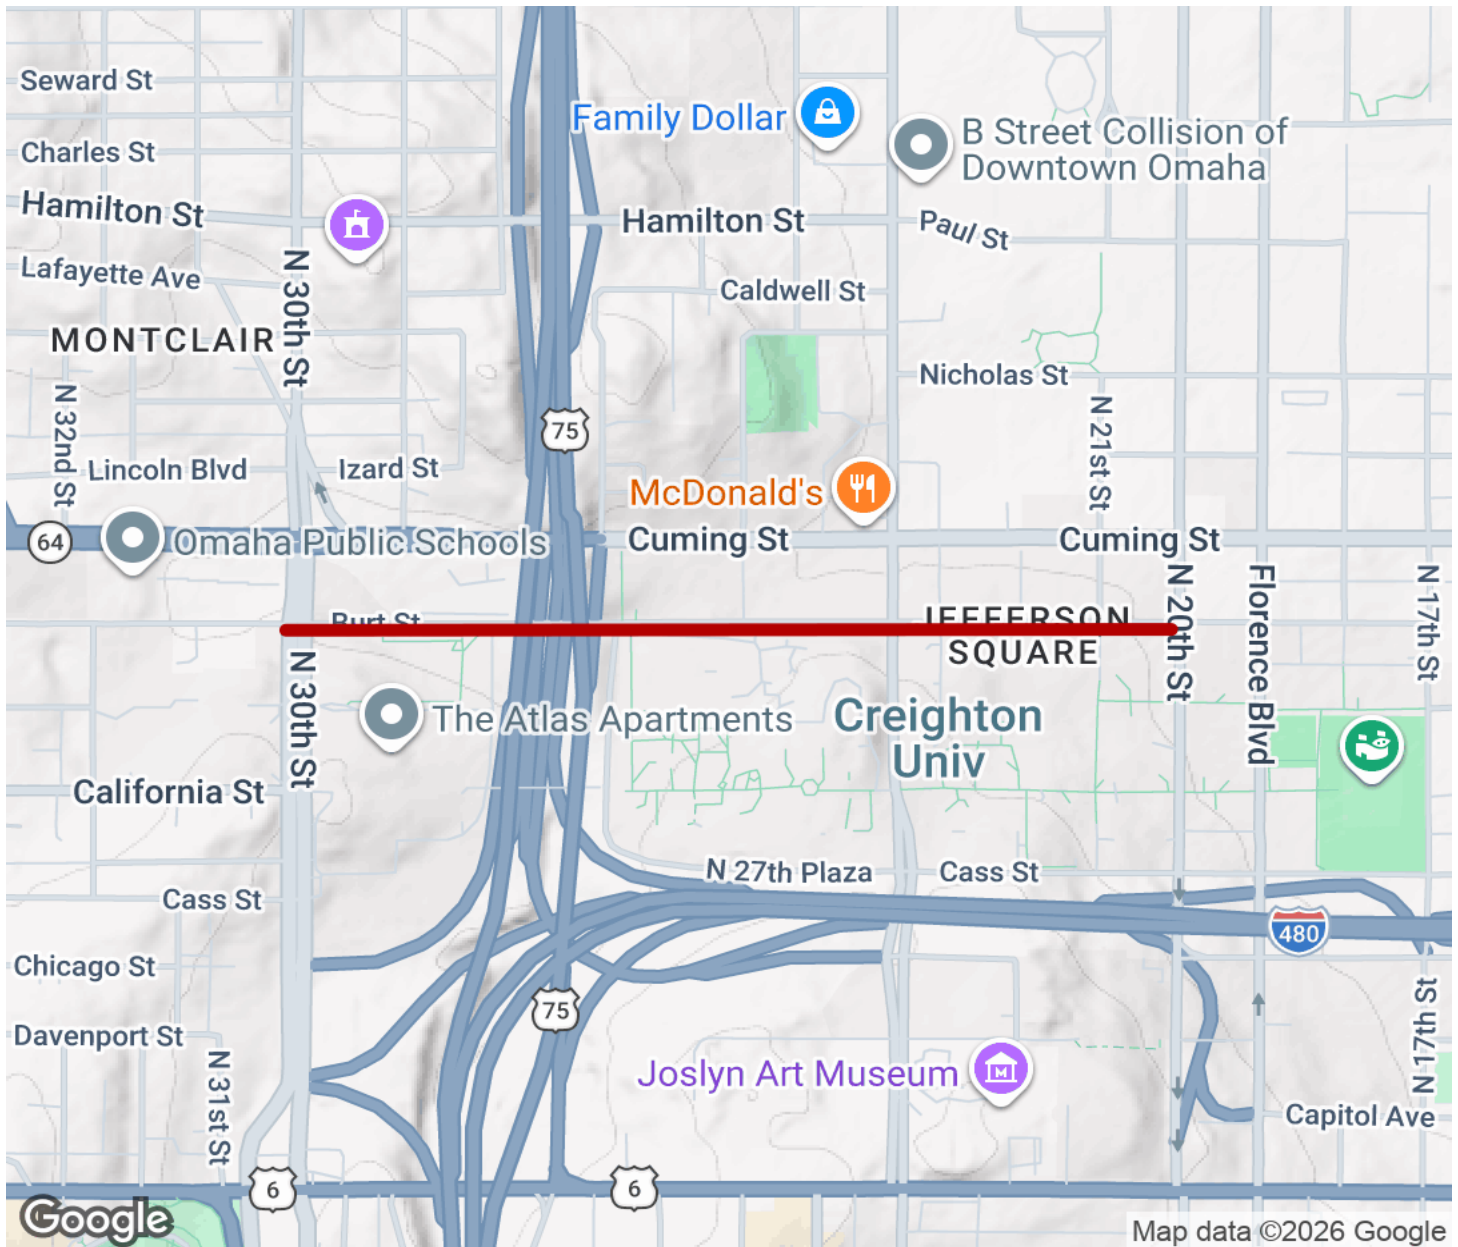 Seward St
Family Dollar
B Street Collision of
Downtown Omaha
Charles St
Hamilton St
Hamilton St
Paul St
Lafayette Ave
N 30th St
Caldwell St
MONTCLAIR
Nicholas St
N 32nd St
N 21st St
75
Lincoln Blvd
Izard St
McDonald's
64
Omaha Public Schools
Cuming St
Cuming St
N 20th St
Florence Blvd
N 17th St
Burt St
JEFFERSON
SQUARE
N 30th St
The Atlas Apartments
Creighton
Univ
California St
N 27th Plaza
Cass St
Cass St
480
Chicago St
75
N 17th St
Davenport St
N 31st St
Joslyn Art Museum
Capitol Ave
6
6
Google
Map data ©2026 Google